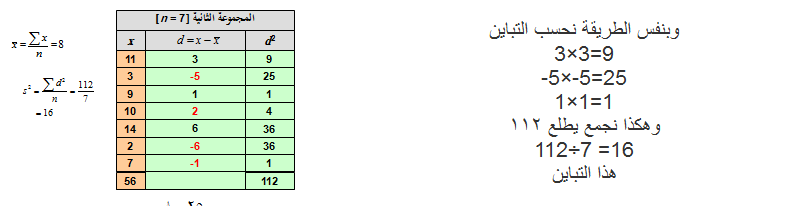 المجموعة الثانية [n = 7]
x d = x – x̅ d²
11 3 9
3 -5 25
9 1 1
10 2 4
14 6 36
2 -6 36
7 -1 1
56 112
x̅ = ∑x / n = 8
s² = ∑d² / n = 112 / 7
= 16
وبنفس الطريقة نحسب التباين
3×3=9
-5×-5=25
1×1=1
وهكذا نجمع يطلع ١١٢
112÷7 =16
هذا التباين